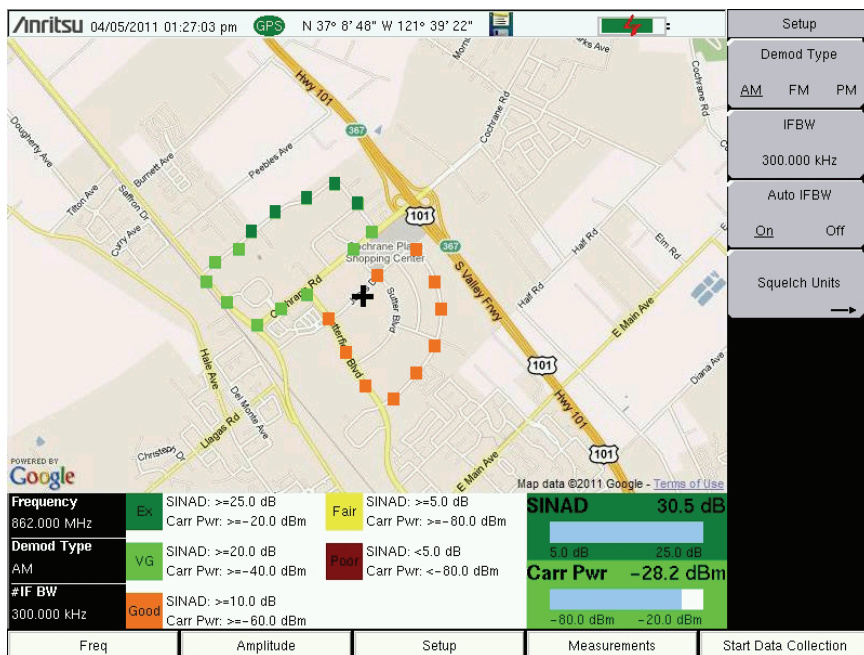 /Inritsu 04/05/2011 01:27:03 pm GPS N 37° 8' 48" W 121° 39' 22"
Setup
Demod Type
AM FM PM
IFBW
300.000 kHz
Auto IFBW
On Off
Squelch Units
Hwy 101
367
Cochrane Rd
Peebles Ave
Dougherty Ave
Burnett Ave
Tilton Ave
Saffron Dr
Curry Ave
101
367
Cochrane Plaza
Shopping Center
Half Rd
Elm Rd
S Valley Frwy
Cochrane Rd
Sutter Blvd
Half Rd
E Main Ave
Butterfield Blvd
Hale Ave
101
Diana Ave
Del Monte Ave
Llagas Rd
Hwy 101
101
E Main Ave
POWERED BY
Google
Map data ©2011 Google - Terms of Use
Frequency
862.000 MHz
Demod Type
AM
#IF BW
300.000 kHz
Ex
SINAD: >=25.0 dB
Carr Pwr: >=-20.0 dBm
VG
SINAD: >=20.0 dB
Carr Pwr: >=-40.0 dBm
Good
SINAD: >=10.0 dB
Carr Pwr: >=-60.0 dBm
Fair
SINAD: >=5.0 dB
Carr Pwr: >=-80.0 dBm
Poor
SINAD: <5.0 dB
Carr Pwr: <-80.0 dBm
SINAD 30.5 dB
5.0 dB 25.0 dB
Carr Pwr -28.2 dBm
-80.0 dBm -20.0 dBm
Freq Amplitude Setup Measurements Start Data Collection